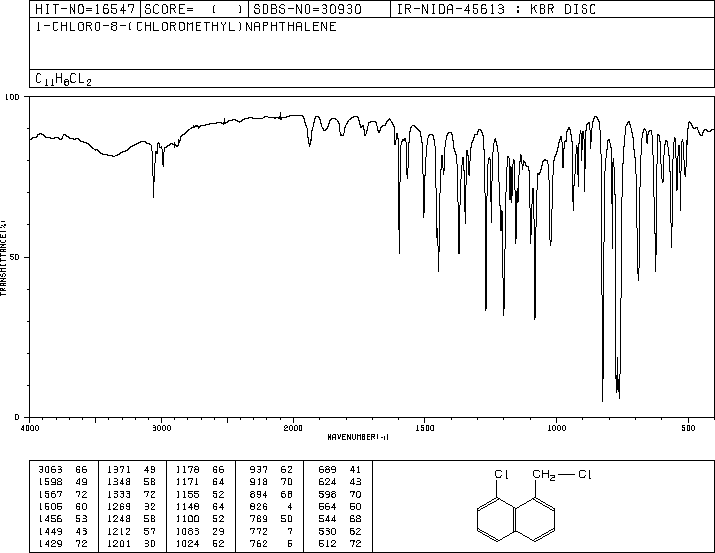 HIT-NO=16547 SCORE= ( ) SDBS-NO=30930 IR-NIDA-45613 : KBR DISC
1-CHLORO-8-(CHLOROMETHYL)NAPHTHALENE
C11H8CL2
100
50
0
TRANSMITTANCE(%)
4000 3000 2000 1500 1000 500
WAVENUMBER(-1)
3063 66 1371 49 1178 66 937 62 689 41
1598 49 1348 58 1171 64 918 70 624 43
1567 72 1333 72 1155 52 894 68 598 70
1505 60 1269 32 1148 64 826 4 564 50
1456 53 1248 58 1100 52 789 50 544 68
1449 43 1212 57 1083 29 772 7 530 62
1429 72 1201 30 1024 52 762 5 512 72
Cl CH2 Cl